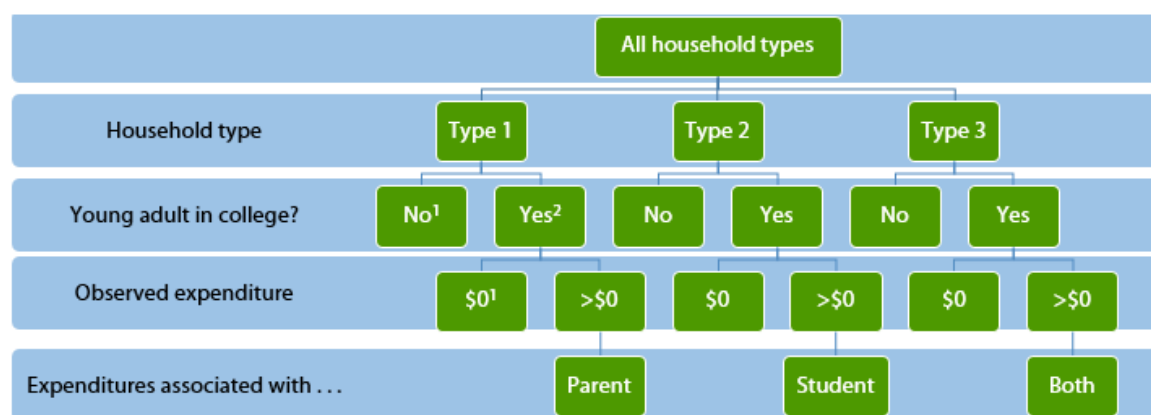 All household types
Household type Type 1 Type 2 Type 3
Young adult in college? No¹ Yes² No Yes No Yes
Observed expenditure $0¹ >$0 $0 >$0 $0 >$0
Expenditures associated with . . . Parent Student Both